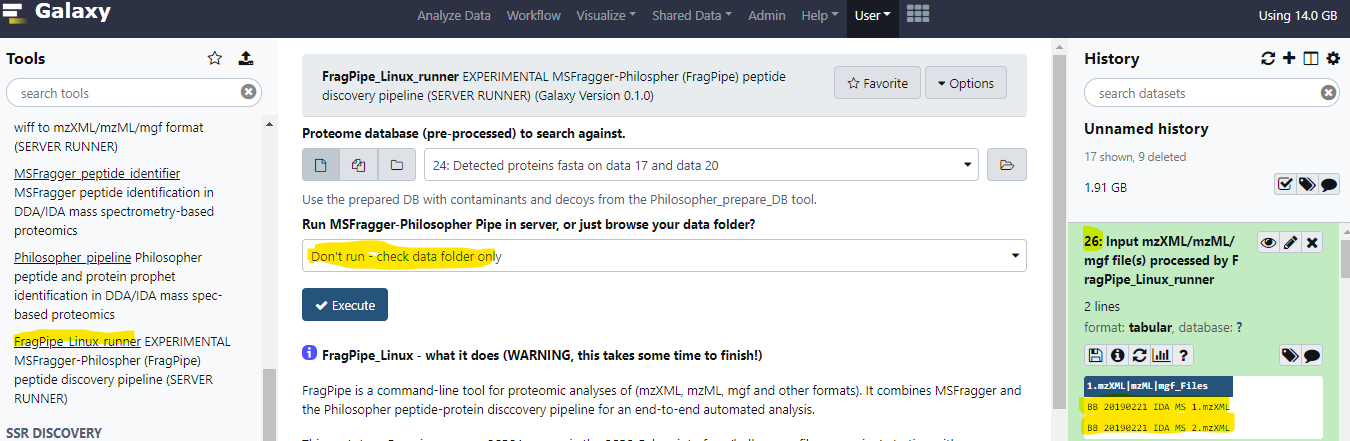 Galaxy
Analyze Data Workflow Visualize Shared Data Admin Help User Using 14.0 GB
Tools
search tools
wiff to mzXML/mzML/mgf format
(SERVER RUNNER)
MSFragger peptide identifier
MSFragger peptide identification in
DDA/IDA mass spectrometry-based
proteomics
Philosopher pipeline Philosopher
peptide and protein prophet
identification in DDA/IDA mass spec-
based proteomics
FragPipe_Linux_runner EXPERIMENTAL
MSFragger-Philospher (FragPipe)
peptide discovery pipeline (SERVER
RUNNER)
SSR DISCOVERY
FragPipe_Linux_runner EXPERIMENTAL MSFragger-Philospher (FragPipe) peptide
discovery pipeline (SERVER RUNNER) (Galaxy Version 0.1.0)
Favorite
Options
Proteome database (pre-processed) to search against.
24: Detected proteins fasta on data 17 and data 20
Use the prepared DB with contaminants and decoys from the Philosopher_prepare_DB tool.
Run MSFragger-Philosopher Pipe in server, or just browse your data folder?
Don't run - check data folder only
Execute
FragPipe_Linux - what it does (WARNING, this takes some time to finish!)
FragPipe is a command-line tool for proteomic analyses of (mzXML, mzML, mgf and other formats). It combines MSFragger and
the Philosopher peptide-protein disccovery pipeline for an end-to-end automated analysis.
History
search datasets
Unnamed history
17 shown, 9 deleted
1.91 GB
26: Input mzXML/mzML/
mgf file(s) processed by F
ragPipe_Linux_runner
2 lines
format: tabular, database: ?
1.mzXML|mzML|mgf_Files
BB 20190221 IDA MS 1.mzXML
BB 20190221 IDA MS 2.mzXML